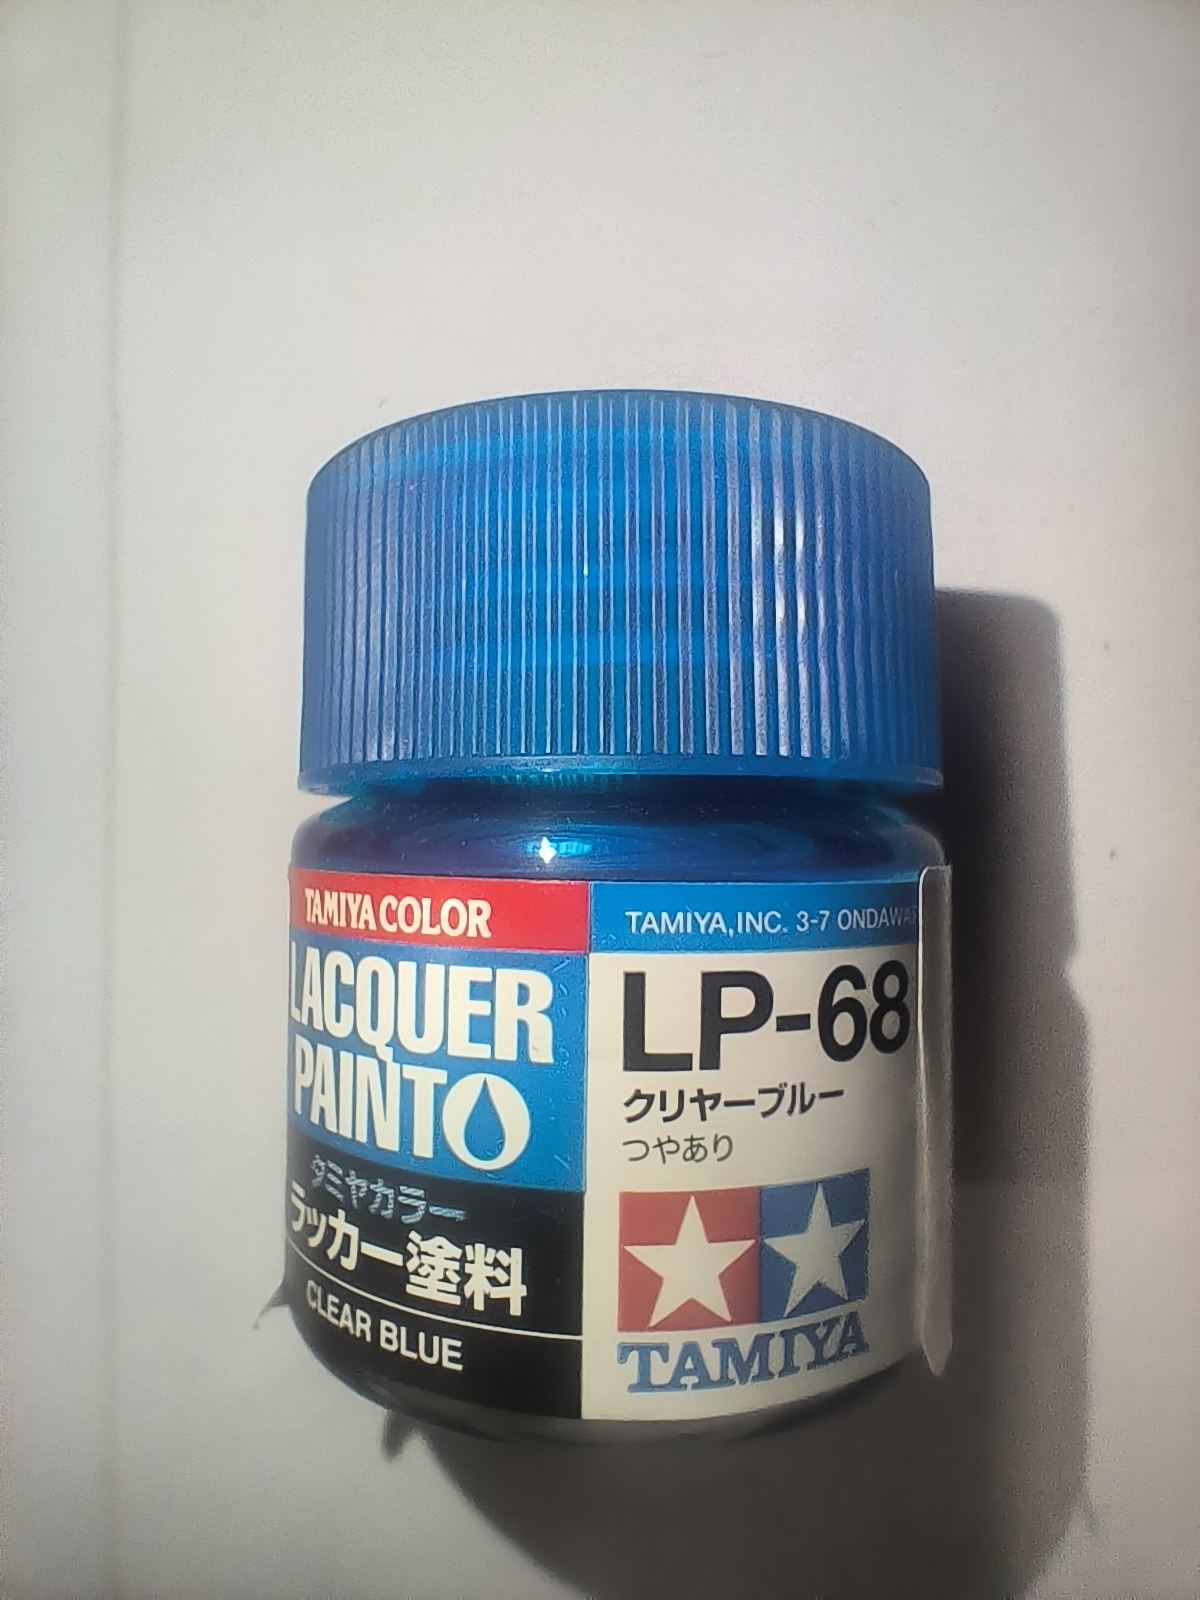 TAMIYA COLOR
LACQUER
PAINT
タミヤカラー
ラッカー塗料
CLEAR BLUE
TAMIYA,INC. 3-7
LP-68
クリヤーブルー
つやあり
TAMIYA